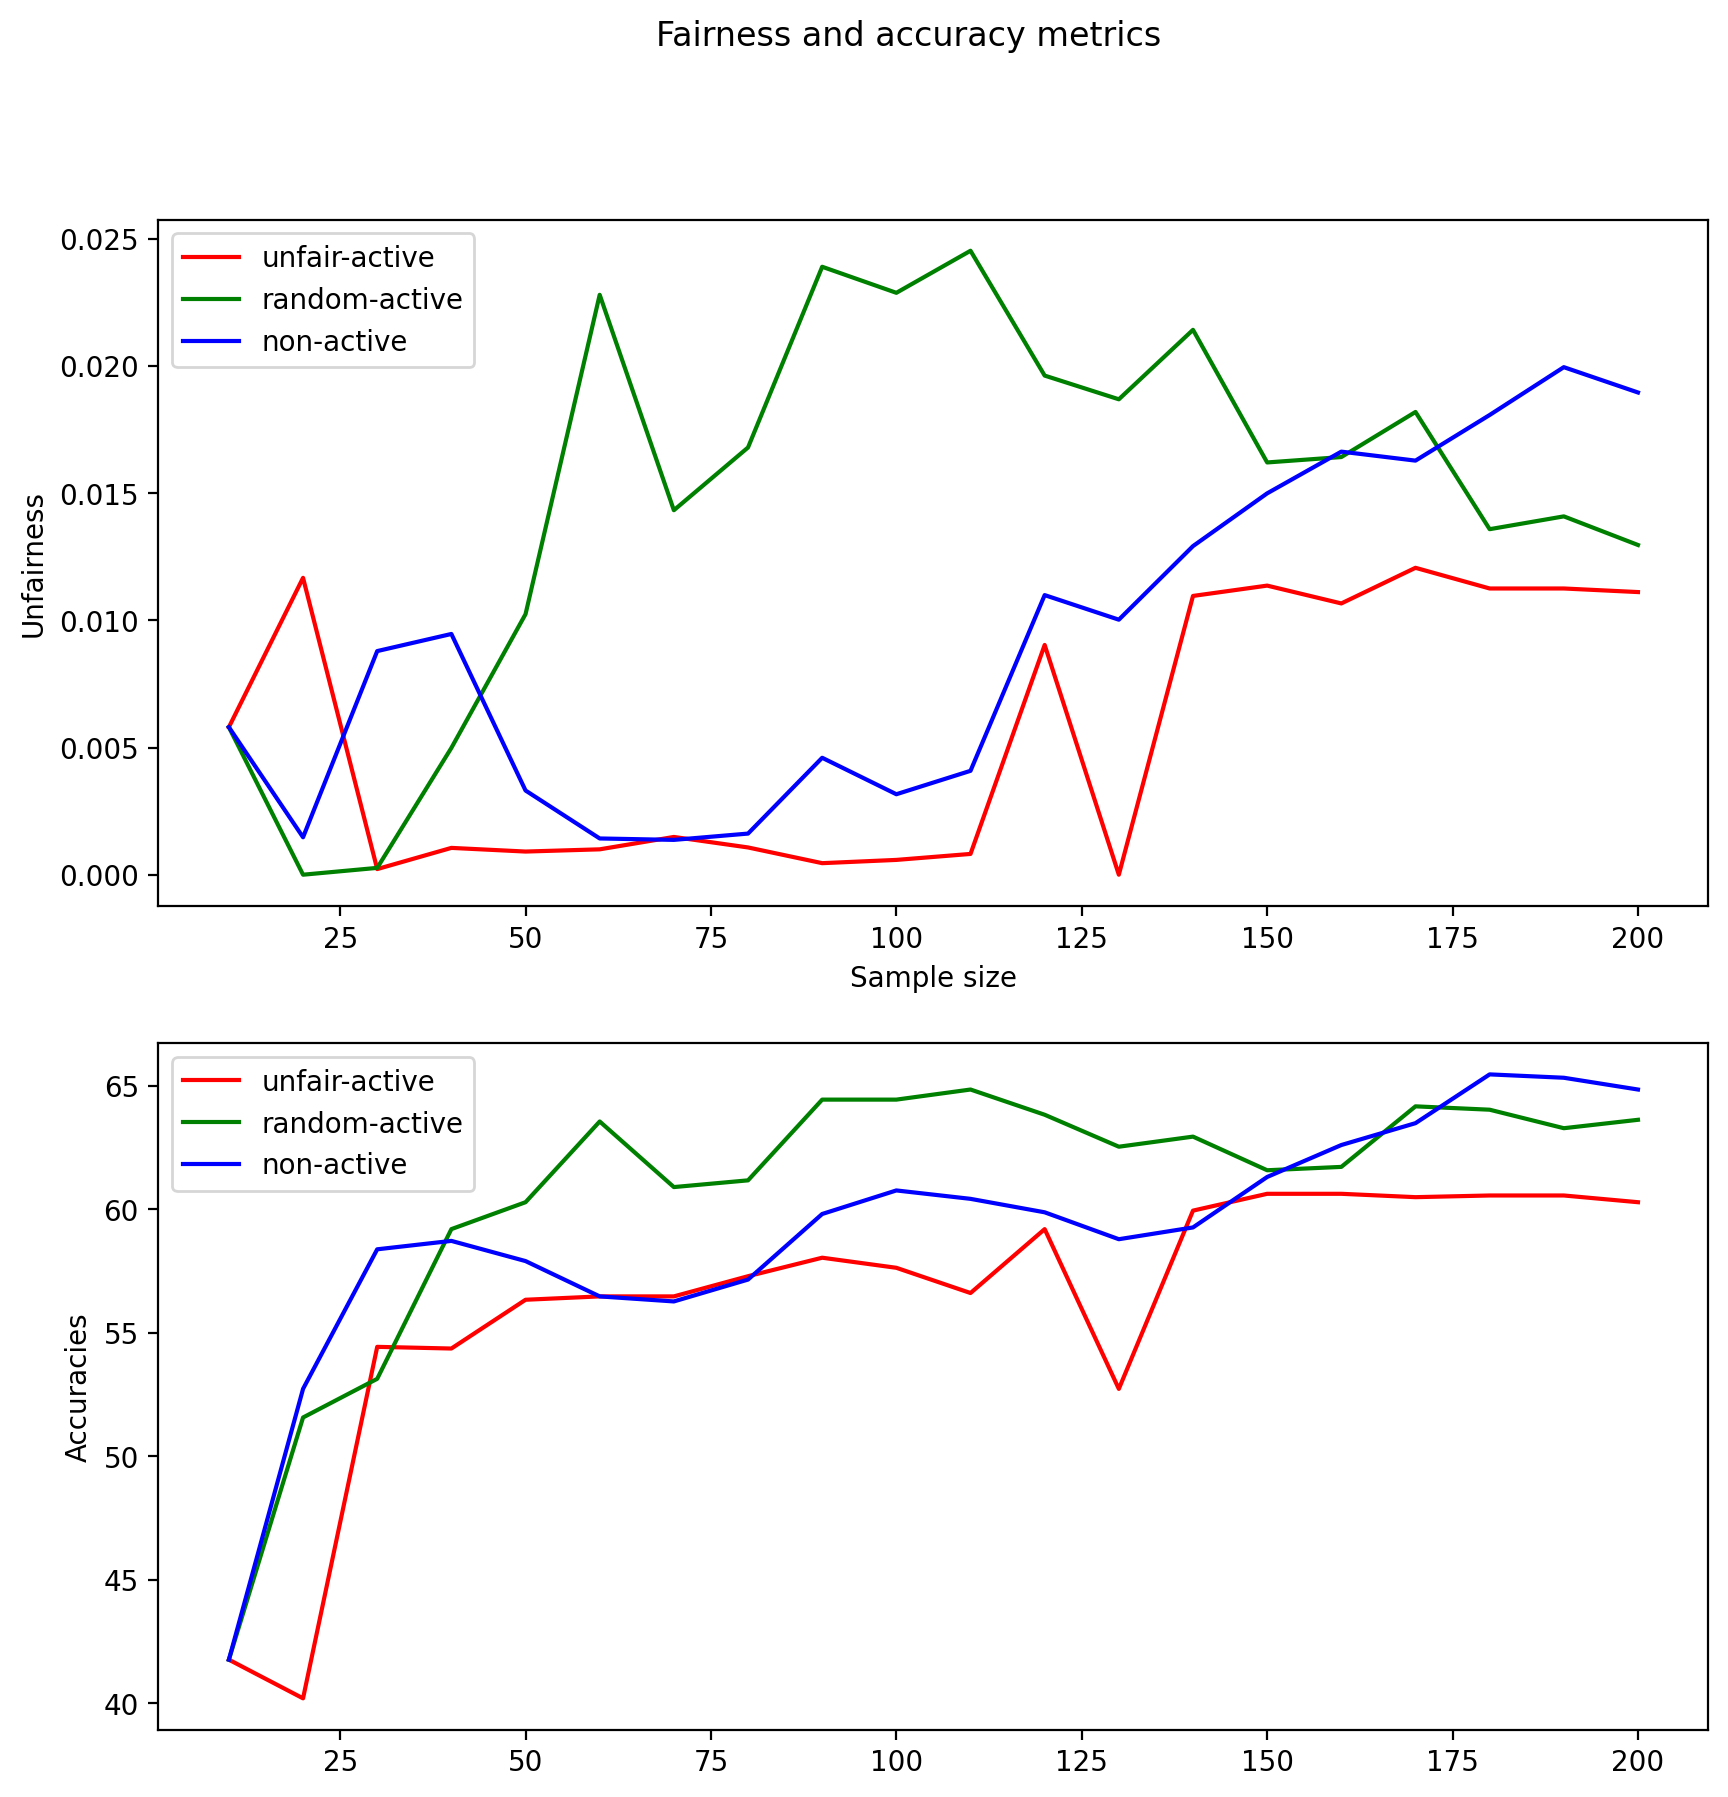 Fairness and accuracy metrics
0.025
0.020
0.015
0.010
0.005
0.000
Unfairness
unfair-active
random-active
non-active
25 50 75 100 125 150 175 200
Sample size
65
60
55
50
45
40
Accuracies
unfair-active
random-active
non-active
25 50 75 100 125 150 175 200